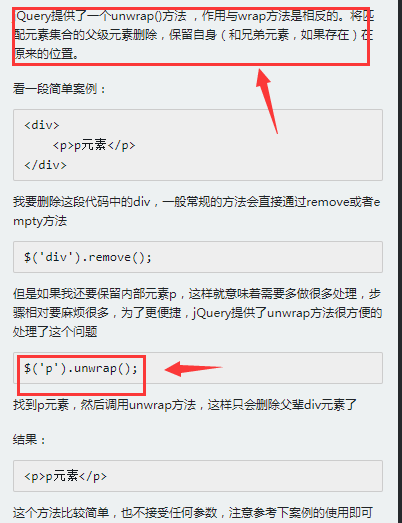 Query提供了一个unwrap()方法 ，作用与wrap方法是相反的。将匹
配元素集合的父级元素删除，保留自身（和兄弟元素，如果存在）在
原来的位置。
看一段简单案例：
<div>
<p>p元素</p>
</div>
我要删除这段代码中的div，一般常规的方法会直接通过remove或者e
mpty方法
$('div').remove();
但是如果我还要保留内部元素p，这样就意味着需要多做很多处理，步
骤相对要麻烦很多，为了更便捷，jQuery提供了unwrap方法很方便的
处理了这个问题
$('p').unwrap();
找到p元素，然后调用unwrap方法，这样只会删除父辈div元素了
结果：
<p>p元素</p>
这个方法比较简单，也不接受任何参数，注意参考下案例的使用即可